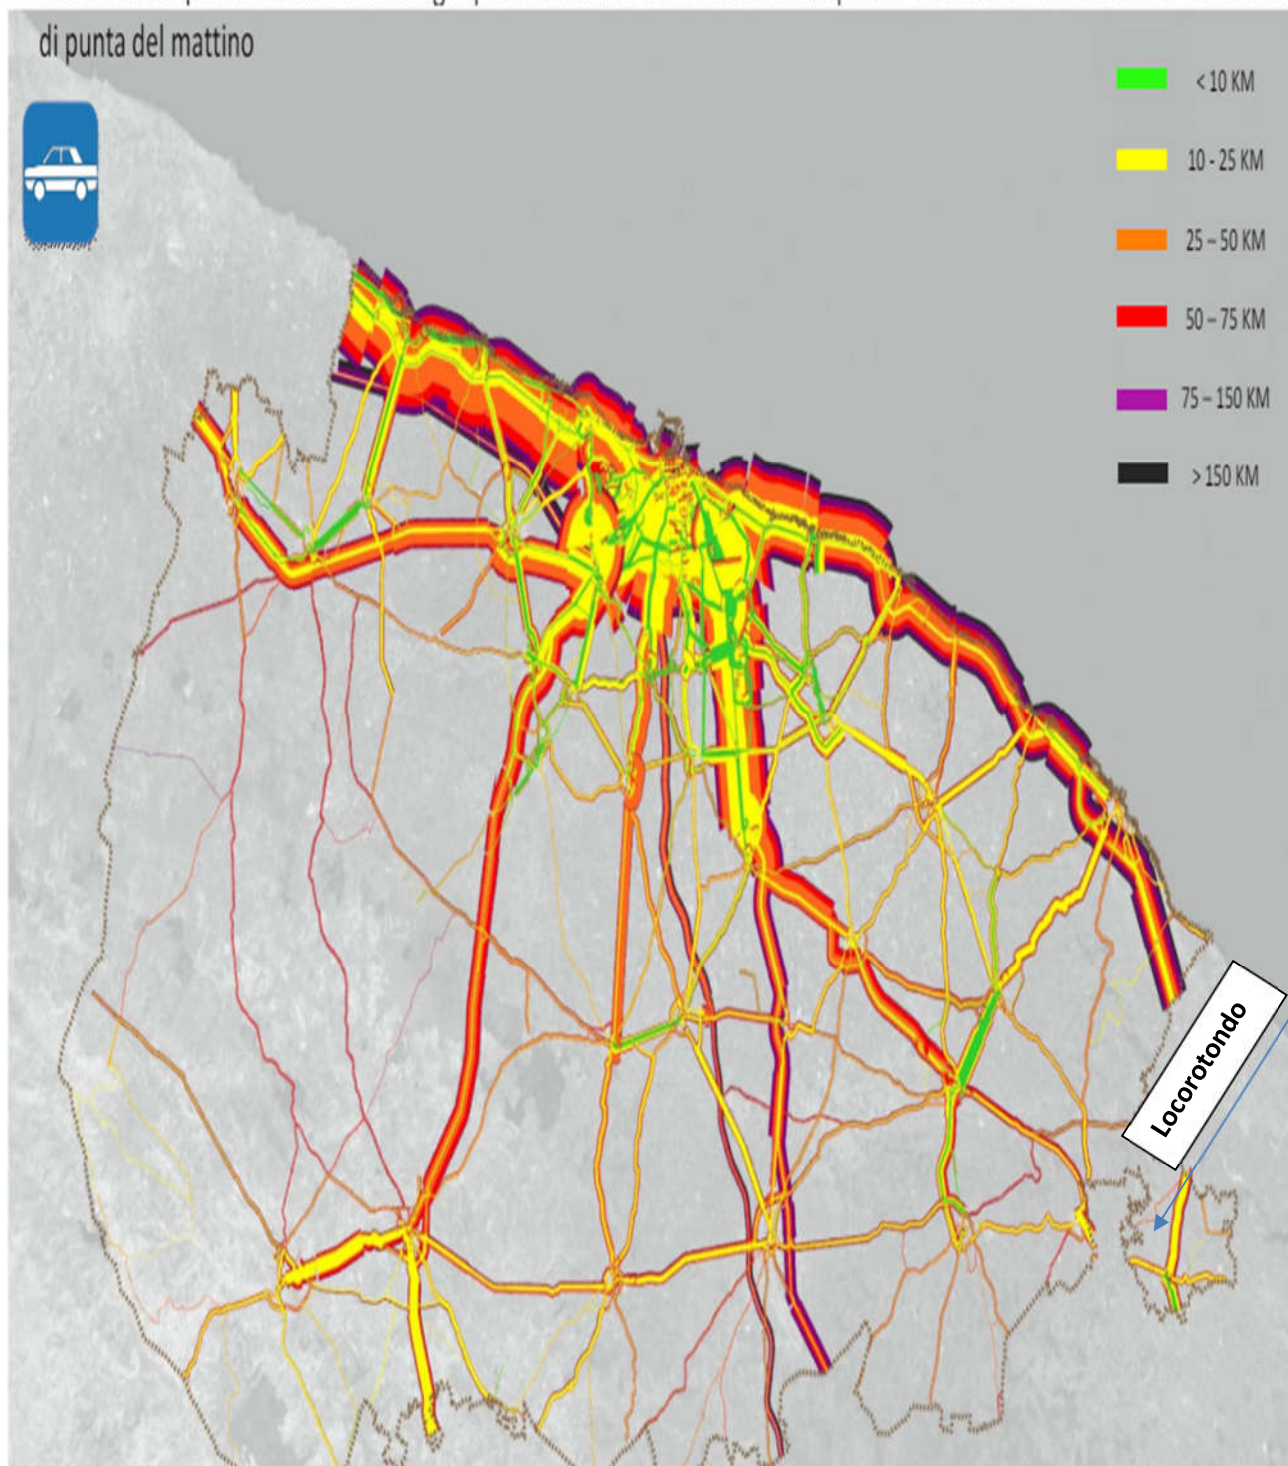 di punta del mattino
< 10 KM
10 - 25 KM
25 – 50 KM
50 – 75 KM
75 – 150 KM
> 150 KM
Locorotondo